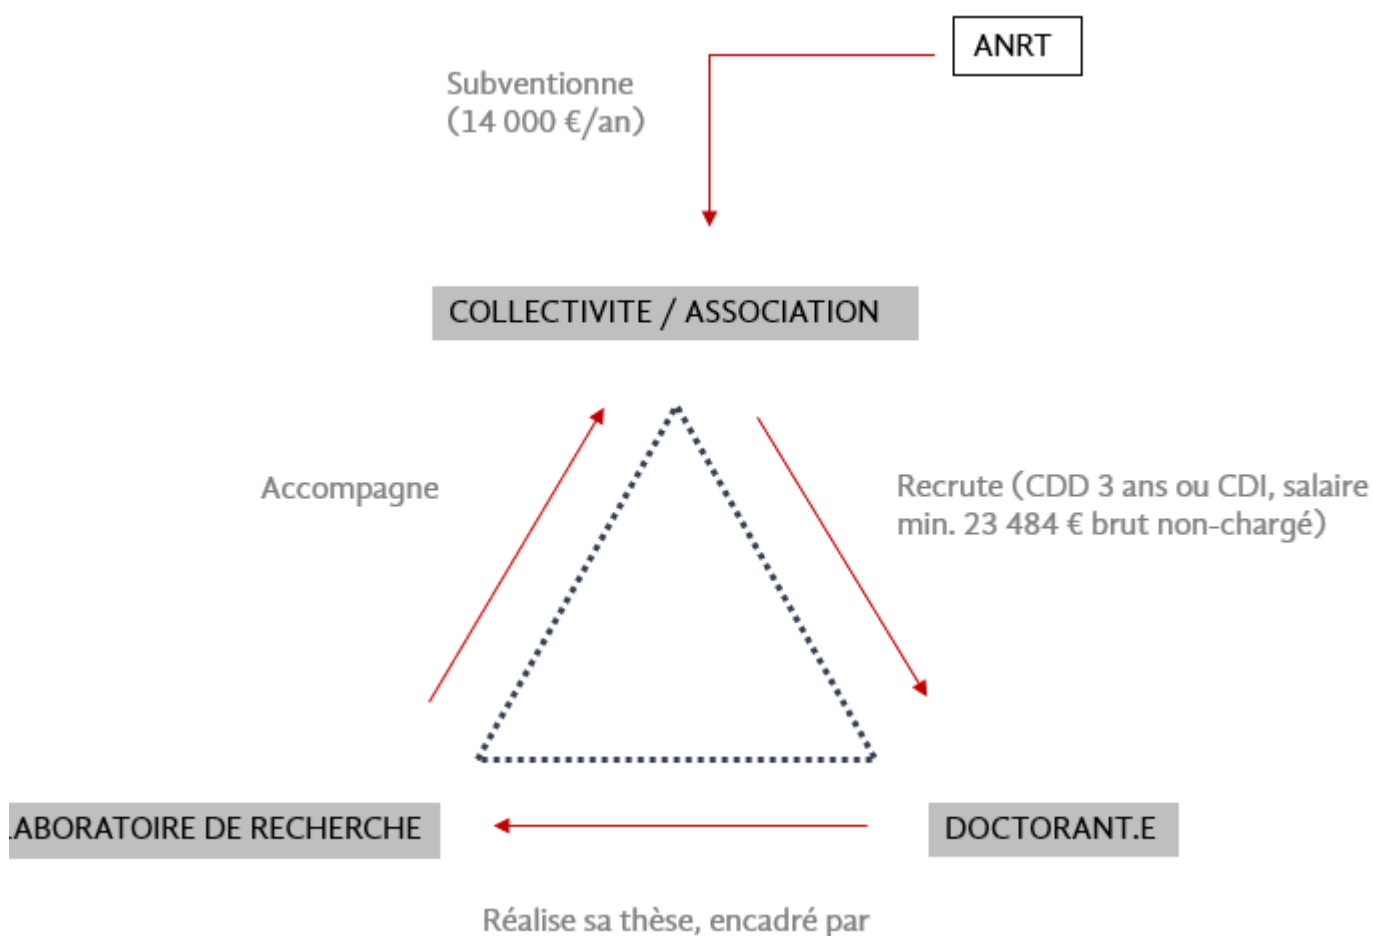 ANRT
Subventionne
(14 000 €/an)
COLLECTIVITE / ASSOCIATION
Accompagne
Recrute (CDD 3 ans ou CDI, salaire
min. 23 484 € brut non-chargé)
LABORATOIRE DE RECHERCHE
DOCTORANT.E
Réalise sa thèse, encadré par